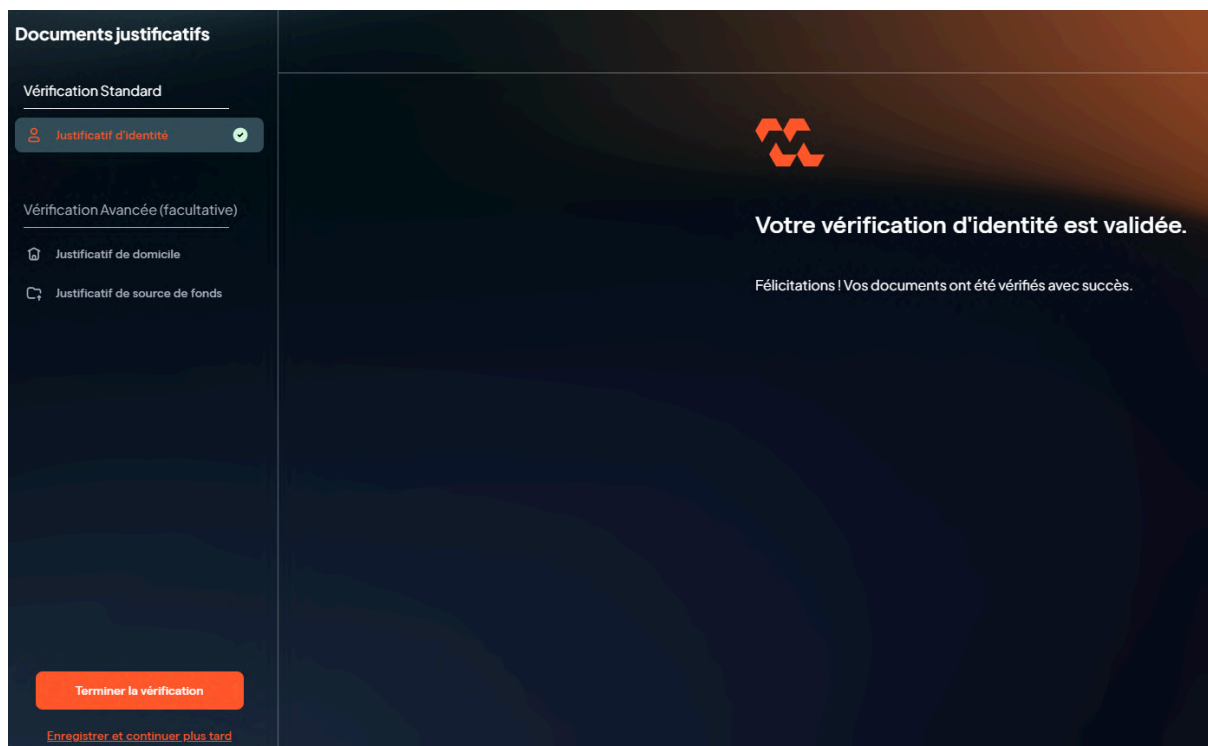 Documents justificatifs
Vérification Standard
Justificatif d'identité
Vérification Avancée (facultative)
Justificatif de domicile
Justificatif de source de fonds
Terminer la vérification
Enregistrer et continuer plus tard
Votre vérification d'identité est validée.
Félicitations ! Vos documents ont été vérifiés avec succès.